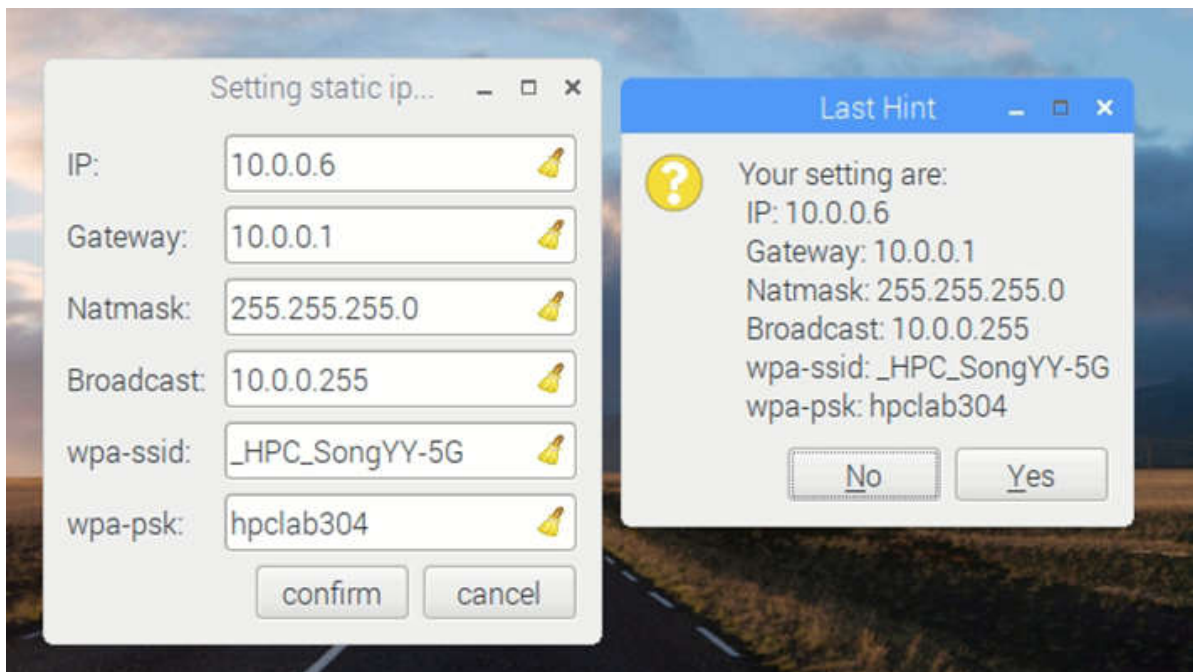 Setting static ip...
IP:
10.0.0.6
Gateway:
10.0.0.1
Natmask:
255.255.255.0
Broadcast:
10.0.0.255
wpa-ssid:
_HPC_SongYY-5G
wpa-psk:
hpclab304
confirm
cancel
Last Hint
Your setting are:
IP: 10.0.0.6
Gateway: 10.0.0.1
Natmask: 255.255.255.0
Broadcast: 10.0.0.255
wpa-ssid: _HPC_SongYY-5G
wpa-psk: hpclab304
No
Yes